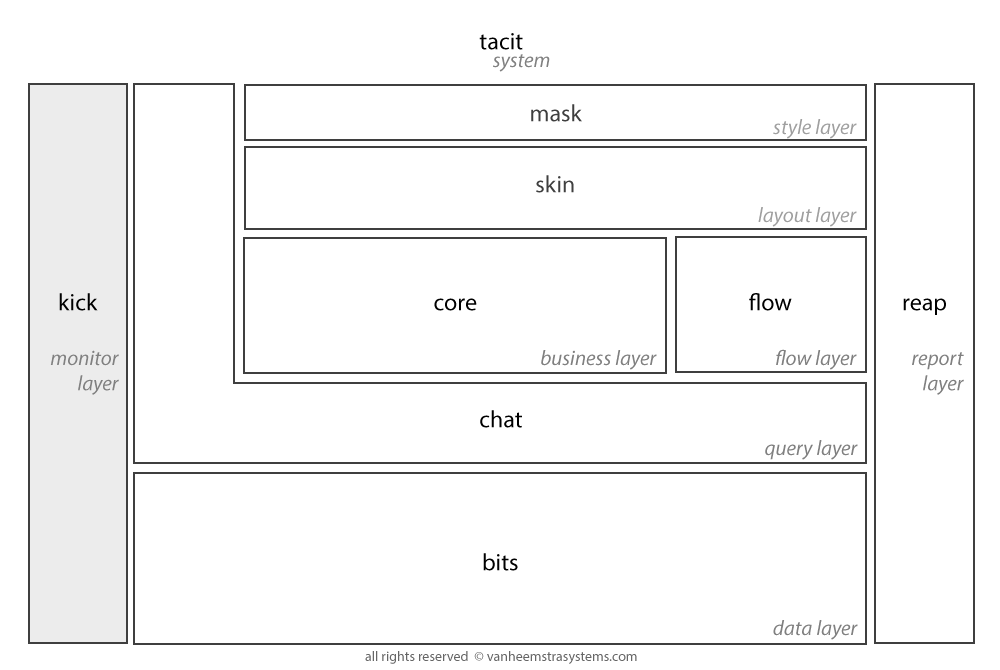 tacit
system
mask
style layer
skin
layout layer
kick
monitor
layer
core
business layer
flow
flow layer
reap
report
layer
chat
query layer
bits
data layer
all rights reserved © vanheemstrasystems.com